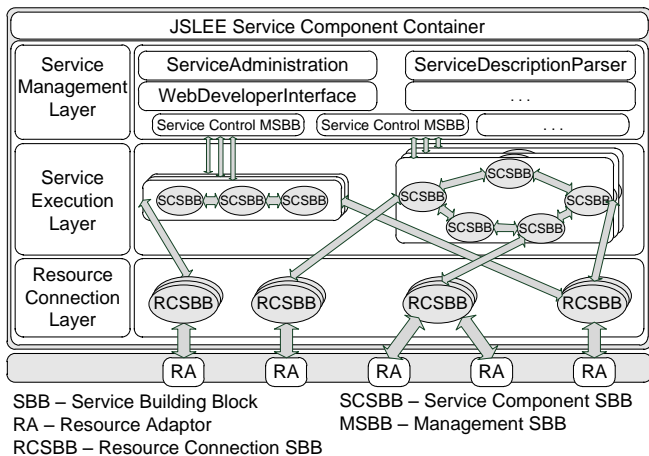 JSLEE Service Component Container
Service
Management
Layer
ServiceAdministration
ServiceDescriptionParser
WebDeveloperInterface
. . .
Service Control MSBB
Service Control MSBB
. . .
Service
Execution
Layer
SCSBB
SCSBB
SCSBB
SCSBB
SCSBB
SCSBB
SCSBB
SCSBB
Resource
Connection
Layer
RCSBB
RCSBB
RCSBB
RCSBB
RA
RA
RA
RA
RA
SBB – Service Building Block
RA – Resource Adaptor
RCSBB – Resource Connection SBB
SCSBB – Service Component SBB
MSBB – Management SBB